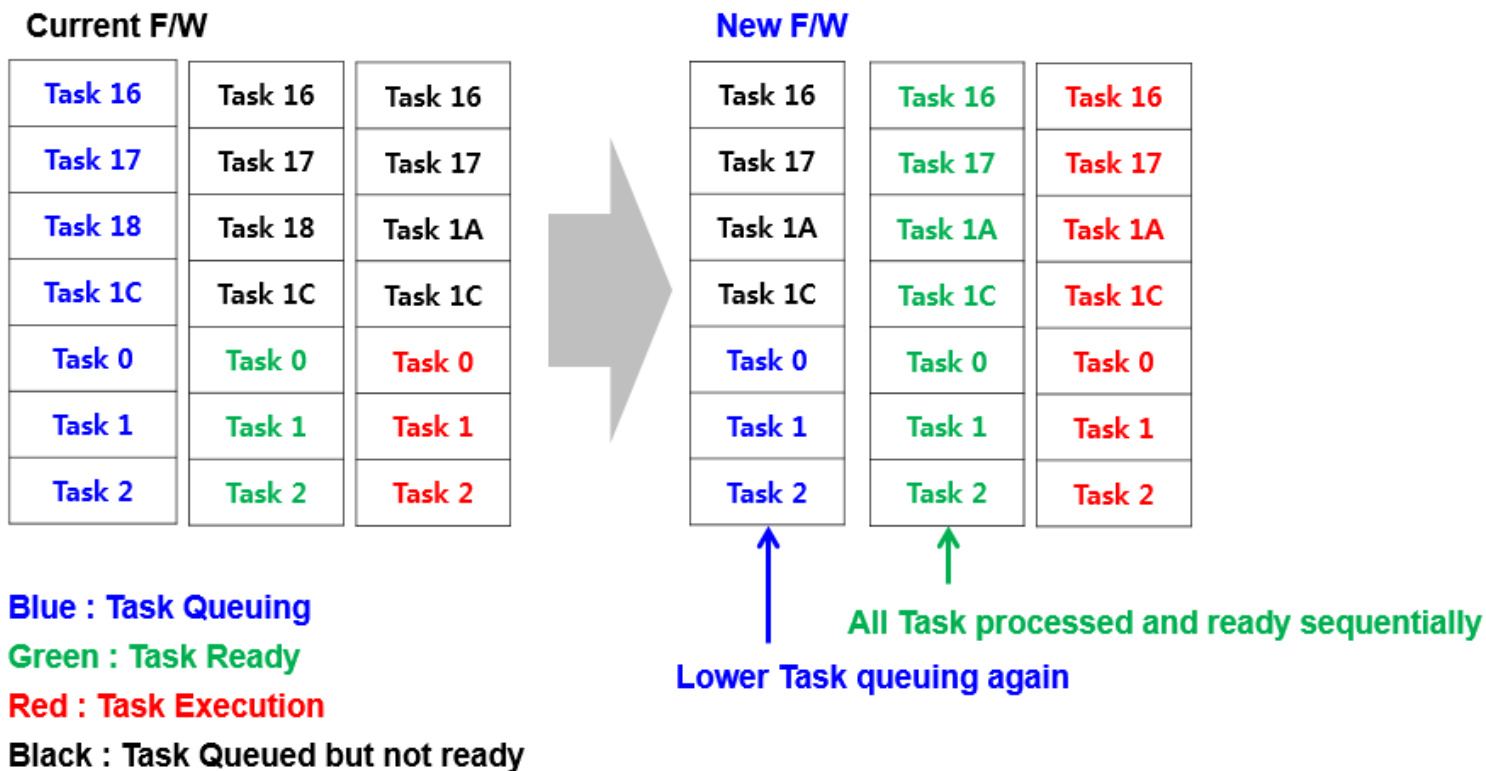 Current F/W
New F/W
Task 16 Task 16 Task 16 Task 16 Task 16 Task 16
Task 17 Task 17 Task 17 Task 17 Task 17 Task 17
Task 18 Task 18 Task 1A Task 1A Task 1A Task 1A
Task 1C Task 1C Task 1C Task 1C Task 1C Task 1C
Task 0 Task 0 Task 0 Task 0 Task 0 Task 0
Task 1 Task 1 Task 1 Task 1 Task 1 Task 1
Task 2 Task 2 Task 2 Task 2 Task 2 Task 2
Blue : Task Queuing
All Task processed and ready sequentially
Green : Task Ready
Lower Task queuing again
Red : Task Execution
Black : Task Queued but not ready